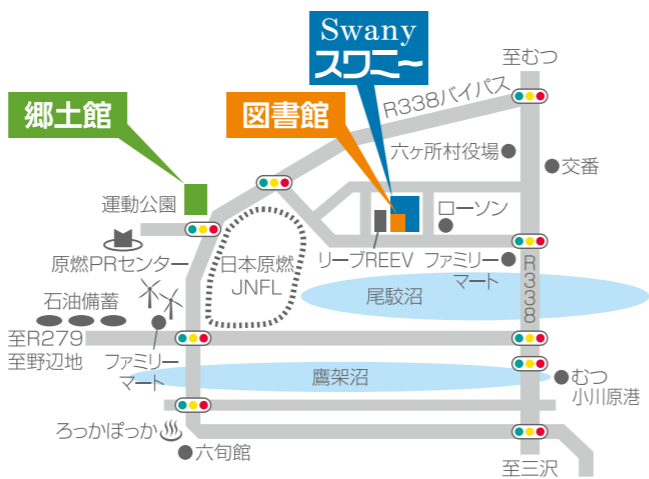 Swany
スワニー
至むつ
R338バイパス
郷土館
図書館
六ヶ所村役場
交番
運動公園
ローソン
原燃PRセンター
日本原燃
JNFL
リーブREEV
ファミリー
マート
R338
石油備蓄
尾駮沼
至R279
至野辺地
ファミリー
マート
鷹架沼
むつ
小川原港
ろっかぽっか
六旬館
至三沢